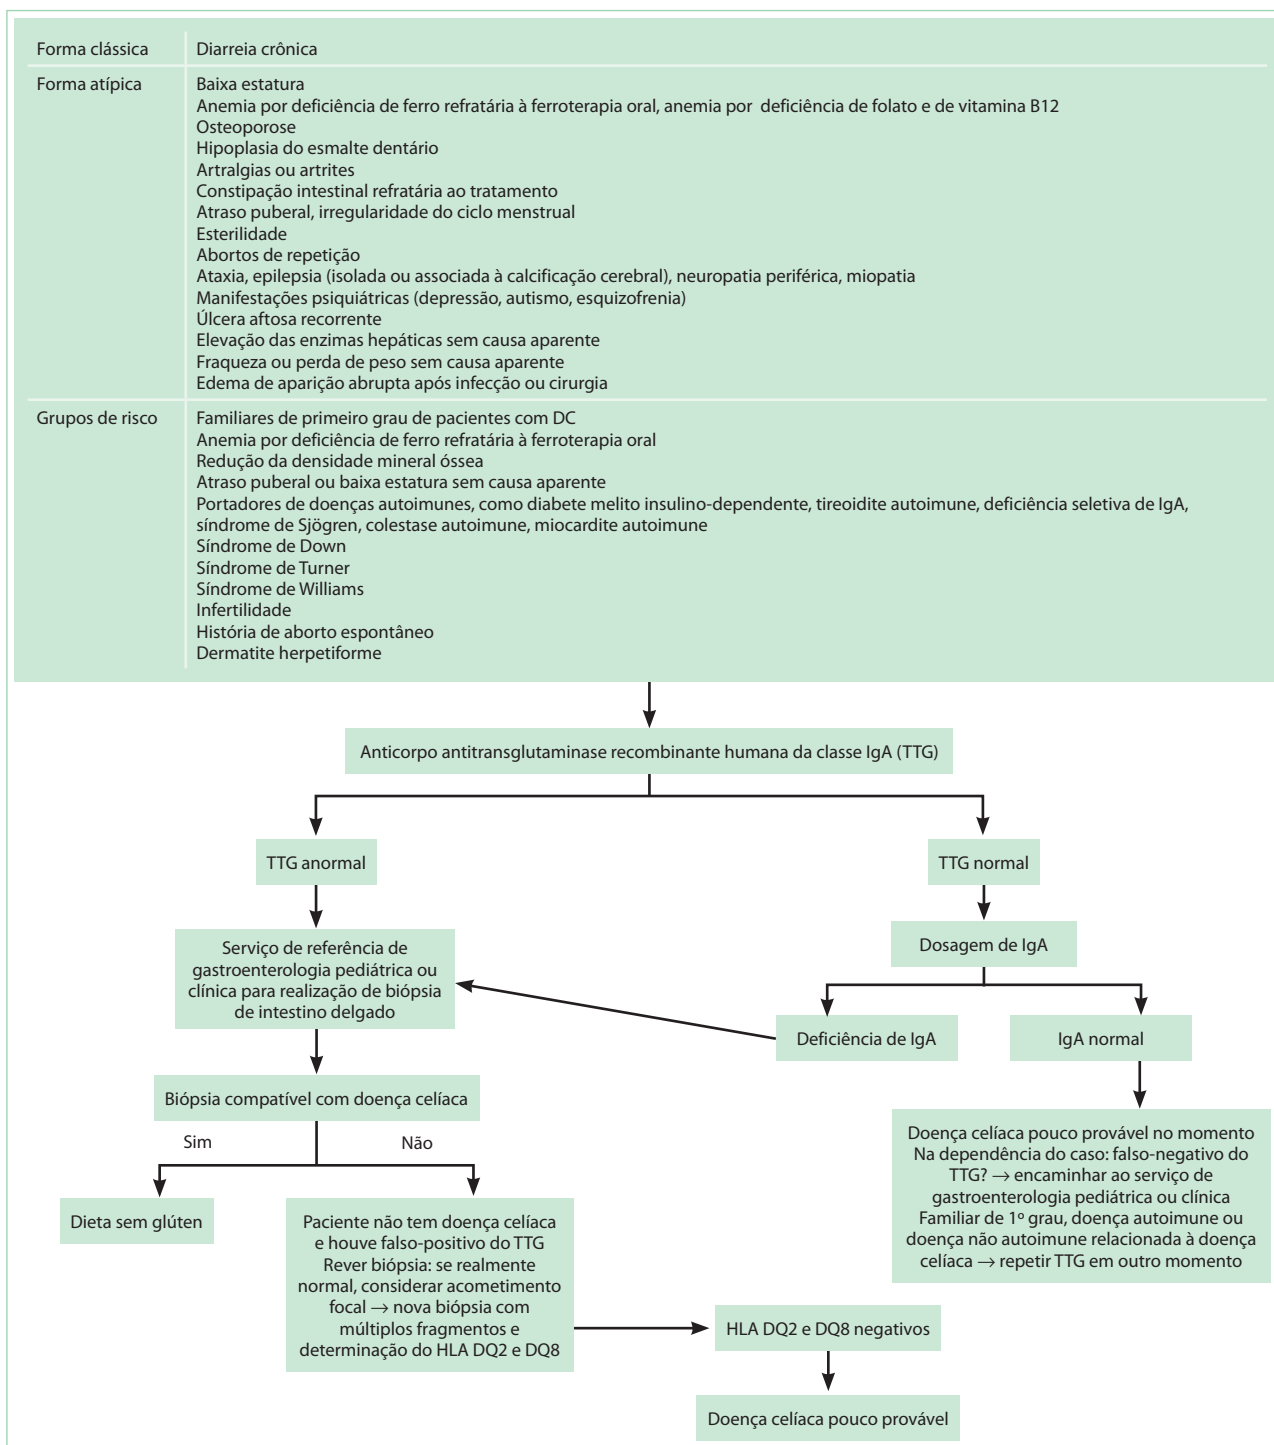 Forma clássica
Diarreia crônica
Forma atípica
Baixa estatura
Anemia por deficiência de ferro refratária à ferroterapia oral, anemia por deficiência de folato e de vitamina B12
Osteoporose
Hipoplasia do esmalte dentário
Artralgias ou artrites
Constipação intestinal refratária ao tratamento
Atraso puberal, irregularidade do ciclo menstrual
Esterilidade
Abortos de repetição
Ataxia, epilepsia (isolada ou associada à calcificação cerebral), neuropatia periférica, miopatia
Manifestações psiquiátricas (depressão, autismo, esquizofrenia)
Úlcera aftosa recorrente
Elevação das enzimas hepáticas sem causa aparente
Fraqueza ou perda de peso sem causa aparente
Edema de aparição abrupta após infecção ou cirurgia
Grupos de risco
Familiares de primeiro grau de pacientes com DC
Anemia por deficiência de ferro refratária à ferroterapia oral
Redução da densidade mineral óssea
Atraso puberal ou baixa estatura sem causa aparente
Portadores de doenças autoimunes, como diabete melito insulino-dependente, tireoidite autoimune, deficiência seletiva de IgA,
síndrome de Sjögren, colestase autoimune, miocardite autoimune
Síndrome de Down
Síndrome de Turner
Síndrome de Williams
Infertilidade
História de aborto espontâneo
Dermatite herpetiforme
Anticorpo antitransglutaminase recombinante humana da classe IgA (TTG)
TTG anormal
TTG normal
Serviço de referência de
gastroenterologia pediátrica ou
clínica para realização de biópsia
de intestino delgado
Dosagem de IgA
Deficiência de IgA
IgA normal
Biópsia compatível com doença celíaca
Sim
Não
Doença celíaca pouco provável no momento
Na dependência do caso: falso-negativo do
TTG? → encaminhar ao serviço de
gastroenterologia pediátrica ou clínica
Familiar de 1º grau, doença autoimune ou
doença não autoimune relacionada à doença
celíaca → repetir TTG em outro momento
Dieta sem glúten
Paciente não tem doença celíaca
e houve falso-positivo do TTG
Rever biópsia: se realmente
normal, considerar acometimento
focal → nova biópsia com
múltiplos fragmentos e
determinação do HLA DQ2 e DQ8
HLA DQ2 e DQ8 negativos
Doença celíaca pouco provável